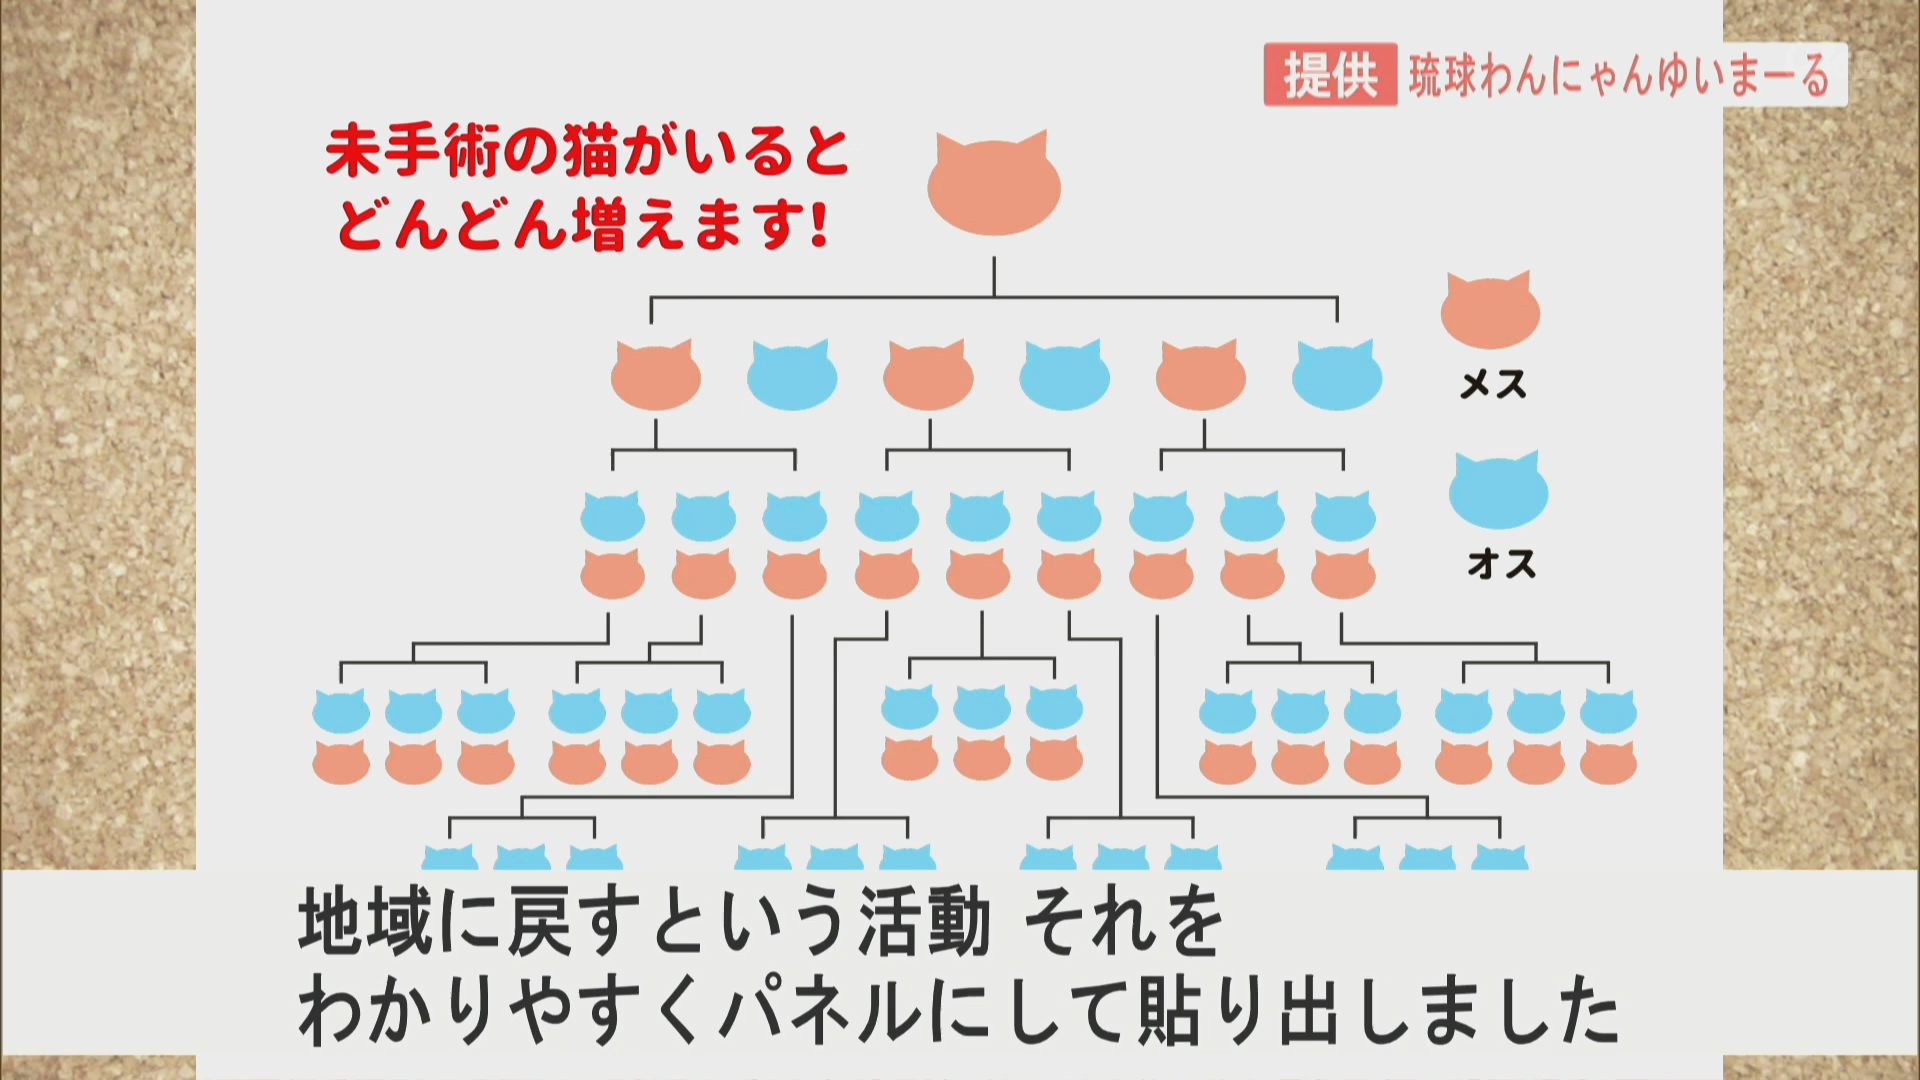 提供 琉球わんにゃんゆいまーる
未手術の猫がいると
どんどん増えます!
メス
オス
地域に戻すという活動 それを
わかりやすくパネルにして貼り出しました